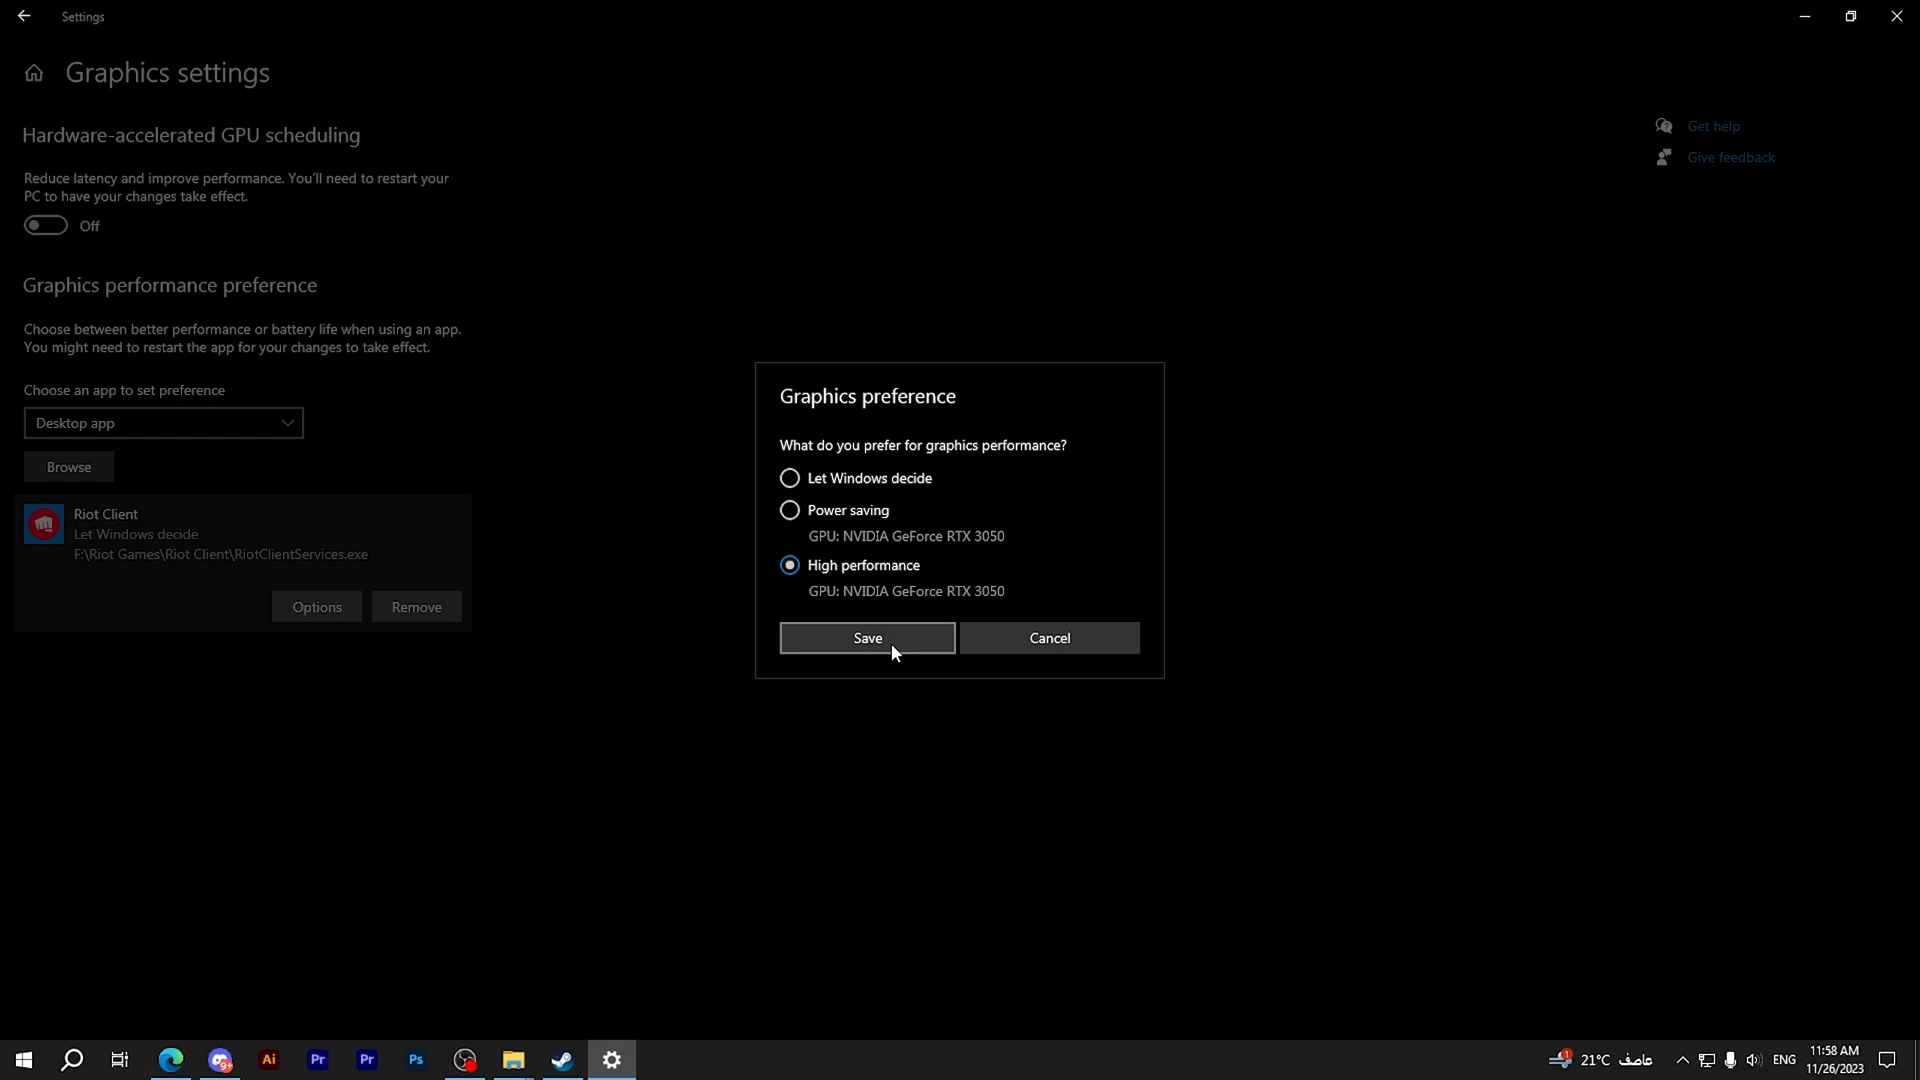 Settings
Graphics settings
Hardware-accelerated GPU scheduling
Reduce latency and improve performance. You'll need to restart your
PC to have your changes take effect.
Off
Graphics performance preference
Choose between better performance or battery life when using an app.
You might need to restart the app for your changes to take effect.
Choose an app to set preference
Desktop app
Browse
Riot Client
Let Windows decide
F:\Riot Games\Riot Client\RiotClientServices.exe
Options
Remove
Get help
Give feedback
Graphics preference
What do you prefer for graphics performance?
Let Windows decide
Power saving
GPU: NVIDIA GeForce RTX 3050
High performance
GPU: NVIDIA GeForce RTX 3050
Save
Cancel
9+
Ai
Pr
Pr
Ps
1
21°C عاصف
ENG
11:58 AM
11/26/2023